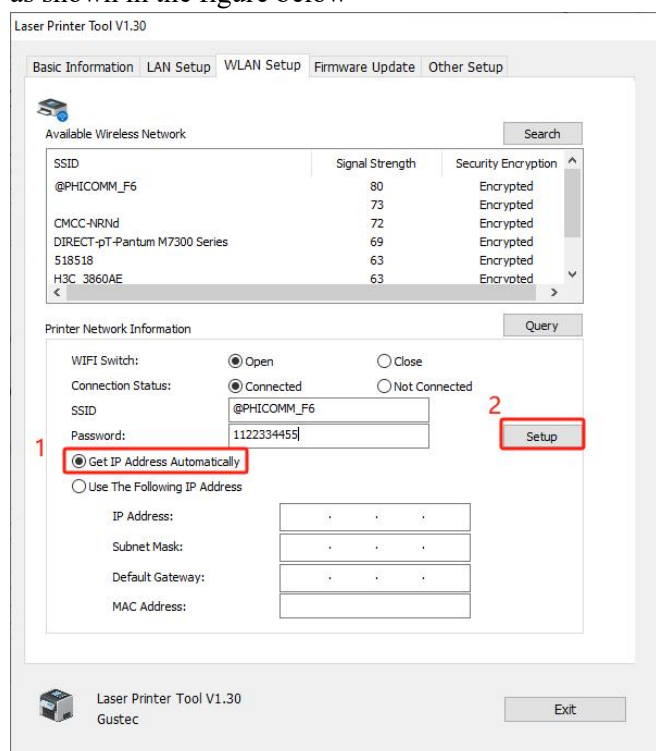 as shown in the figure below
Laser Printer Tool V1.30
Basic Information LAN Setup WLAN Setup Firmware Update Other Setup
Available Wireless Network
Search
SSID Signal Strength Security Encryption
@PHICOMM_F6 80 Encrypted
73 Encrypted
CMCC-NRNd 72 Encrypted
DIRECT-pT-Pantum M7300 Series 69 Encrypted
518518 63 Encrypted
H3C_3860AE 63 Encrypted
Printer Network Information
Query
WIFI Switch: Open Close
Connection Status: Connected Not Connected
SSID @PHICOMM_F6
2
Password: 1122334455
Setup
1
Get IP Address Automatically
Use The Following IP Address
IP Address: . . .
Subnet Mask: . . .
Default Gateway: . . .
MAC Address:
Laser Printer Tool V1.30
Gustec
Exit